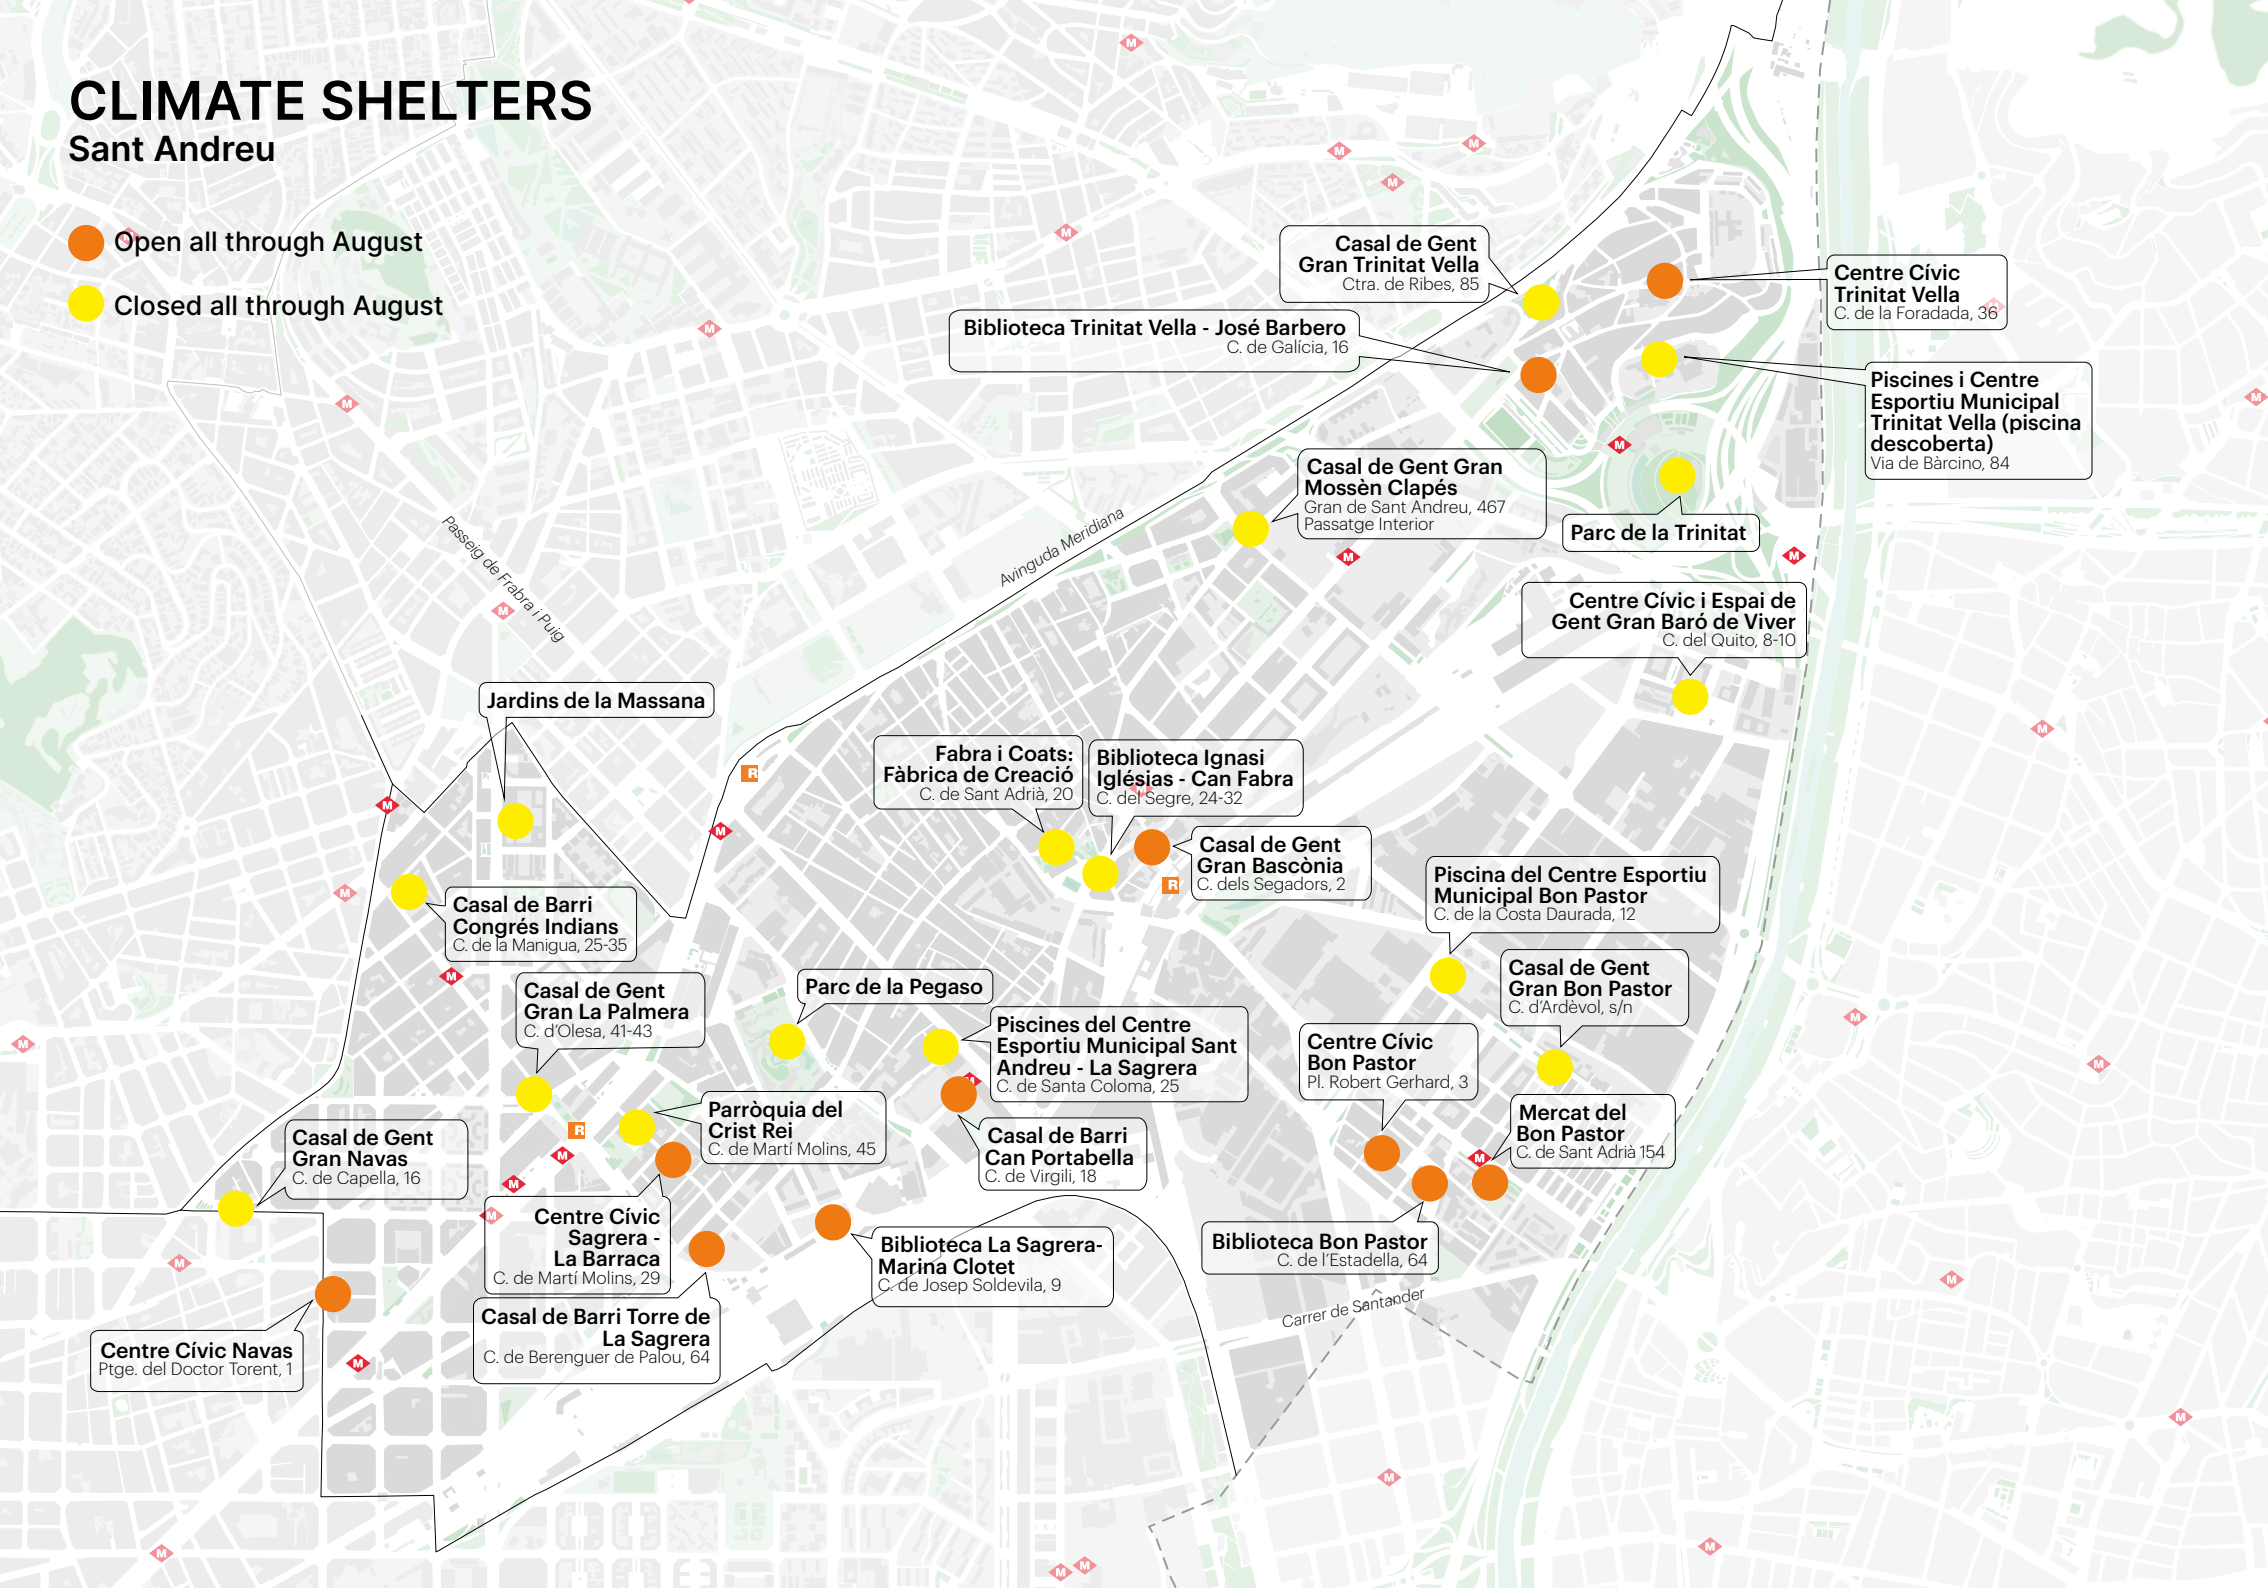 CLIMATE SHELTERS
Sant Andreu
Open all through August
Closed all through August
Casal de Gent
Gran Trinitat Vella
Ctra. de Ribes, 85
Centre Cívic
Trinitat Vella
C. de la Foradada, 36
Biblioteca Trinitat Vella - José Barbero
C. de Galícia, 16
Piscines i Centre
Esportiu Municipal
Trinitat Vella (piscina
descoberta)
Via de Bàrcino, 84
Casal de Gent Gran
Mossèn Clapés
Gran de Sant Andreu, 467
Passatge Interior
Parc de la Trinitat
Passeig de Frabra i Puig
Avinguda Meridiana
Centre Cívic i Espai de
Gent Gran Baró de Viver
C. del Quito, 8-10
Jardins de la Massana
Fabra i Coats:
Fàbrica de Creació
C. de Sant Adrià, 20
Biblioteca Ignasi
Iglésias - Can Fabra
C. del Segre, 24-32
R
Casal de Gent
Gran Bascònia
C. dels Segadors, 2
R
Piscina del Centre Esportiu
Municipal Bon Pastor
C. de la Costa Daurada, 12
Casal de Barri
Congrés Indians
C. de la Manigua, 25-35
Casal de Gent
Gran Bon Pastor
C. d'Ardèvol, s/n
Casal de Gent
Gran La Palmera
C. d'Olesa, 41-43
Parc de la Pegaso
Piscines del Centre
Esportiu Municipal Sant
Andreu - La Sagrera
C. de Santa Coloma, 25
Centre Cívic
Bon Pastor
Pl. Robert Gerhard, 3
Parròquia del
Crist Rei
C. de Martí Molins, 45
Mercat del
Bon Pastor
C. de Sant Adrià 154
R
Casal de Gent
Gran Navas
C. de Capella, 16
Casal de Barri
Can Portabella
C. de Virgili, 18
Centre Cívic
Sagrera -
La Barraca
C. de Martí Molins, 29
Biblioteca La Sagrera-
Marina Clotet
C. de Josep Soldevila, 9
Biblioteca Bon Pastor
C. de l'Estadella, 64
Casal de Barri Torre de
La Sagrera
C. de Berenguer de Palou, 64
Carrer de Santander
Centre Cívic Navas
Ptge. del Doctor Torent, 1